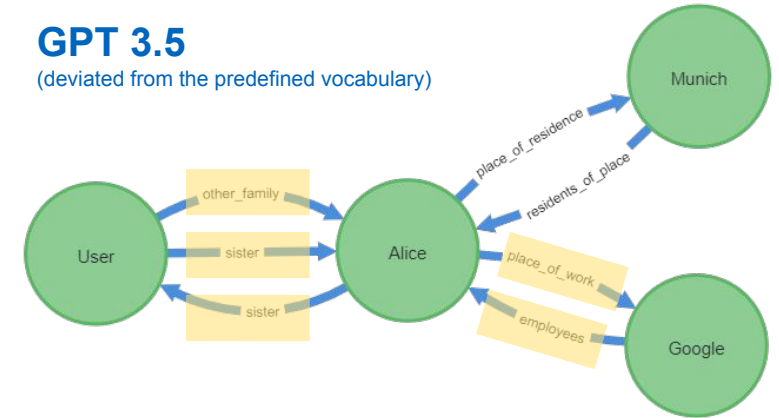 GPT 3.5
(deviated from the predefined vocabulary)
Munich
place_of_residence
residents_of_place
other_family
User
sister
Alice
sister
place_of_work
employees
Google